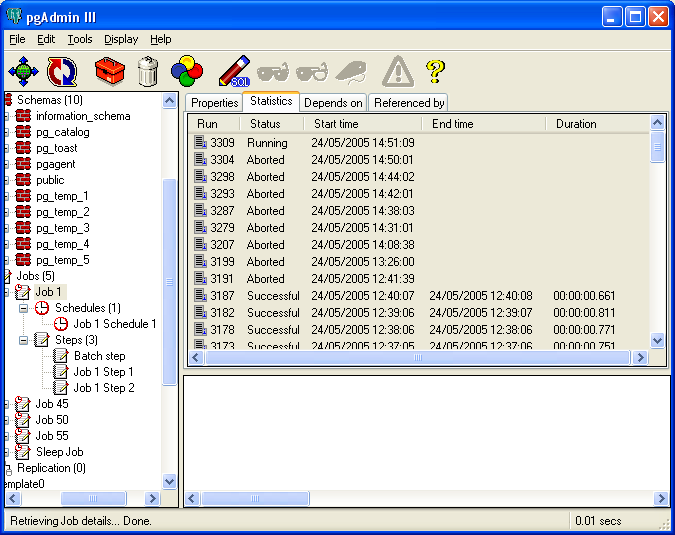 pgAdmin III
File Edit Tools Display Help
SQL
Schemas (10)
information_schema
pg_catalog
pg_toast
pgagent
public
pg_temp_1
pg_temp_2
pg_temp_3
pg_temp_4
pg_temp_5
Jobs (5)
Job 1
Schedules (1)
Job 1 Schedule 1
Steps (3)
Batch step
Job 1 Step 1
Job 1 Step 2
Job 45
Job 50
Job 55
Sleep Job
Replication (0)
emplate0
Properties Statistics Depends on Referenced by
Run Status Start time End time Duration
3309 Running 24/05/2005 14:51:09
3304 Aborted 24/05/2005 14:50:01
3298 Aborted 24/05/2005 14:44:02
3293 Aborted 24/05/2005 14:42:01
3287 Aborted 24/05/2005 14:38:03
3279 Aborted 24/05/2005 14:31:01
3207 Aborted 24/05/2005 14:08:38
3199 Aborted 24/05/2005 13:26:00
3191 Aborted 24/05/2005 12:41:39
3187 Successful 24/05/2005 12:40:07 24/05/2005 12:40:08 00:00:00.661
3182 Successful 24/05/2005 12:39:06 24/05/2005 12:39:07 00:00:00.811
3178 Successful 24/05/2005 12:38:06 24/05/2005 12:38:06 00:00:00.771
3173 Successful 24/05/2005 12:37:05 24/05/2005 12:37:06 00:00:00.751
Retrieving Job details... Done. 0.01 secs